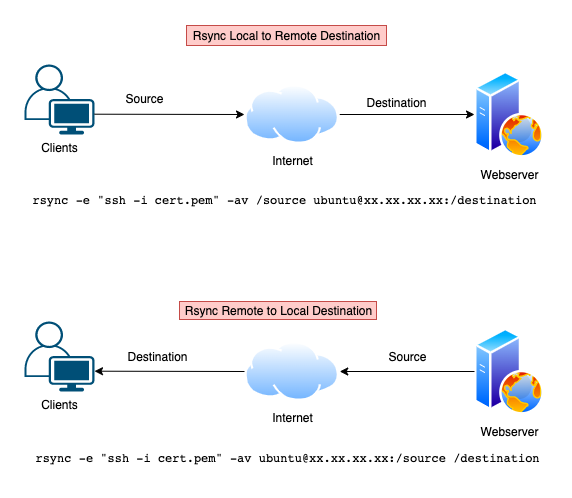 Rsync Local to Remote Destination
Source
Destination
Clients
Internet
Webserver
rsync -e "ssh -i cert.pem" -av /source ubuntu@xx.xx.xx.xx:/destination
Rsync Remote to Local Destination
Destination
Source
Clients
Internet
Webserver
rsync -e "ssh -i cert.pem" -av ubuntu@xx.xx.xx.xx:/source /destination